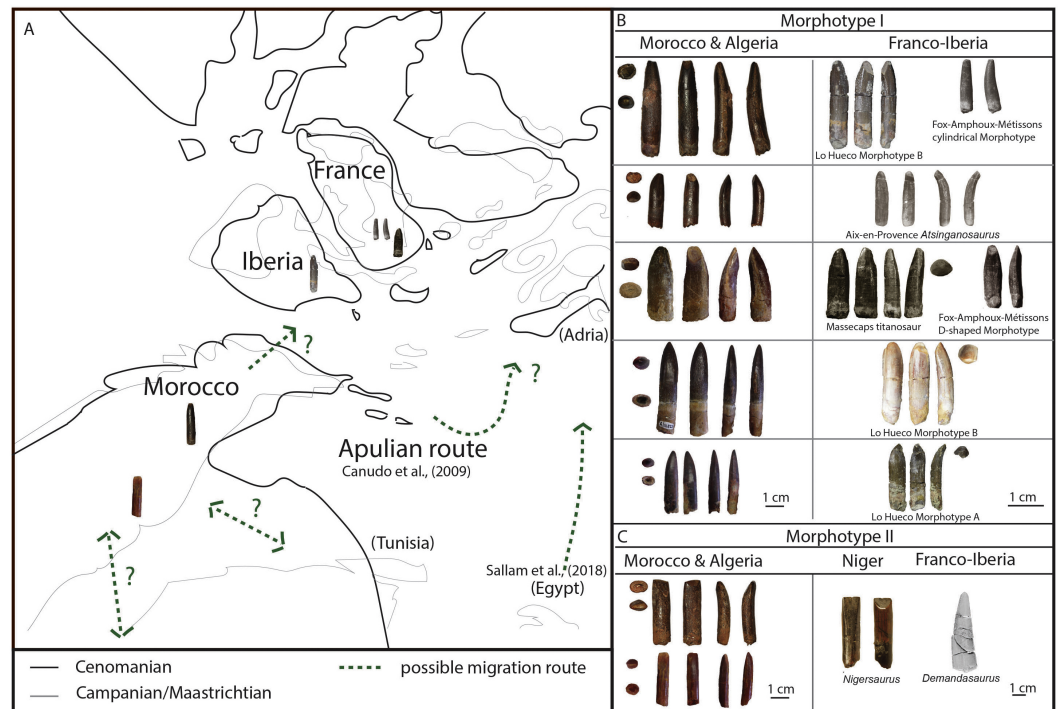 A
France
Iberia
(Adria)
?
Morocco
?
Apulian route
Canudo et al., (2009)
?
(Tunisia)
?
Sallam et al., (2018)
(Egypt)
Cenomanian
possible migration route
Campanian/Maastrichtian
B
Morphotype I
Morocco & Algeria
Franco-Iberia
Fox-Amphoux-Métissons
cylindrical Morphotype
Lo Hueco Morphotype B
Aix-en-Provence Atsinganosaurus
Massecaps titanosaur
Fox-Amphoux-Métissons
D-shaped Morphotype
Lo Hueco Morphotype B
1 cm
1 cm
Lo Hueco Morphotype A
C
Morphotype II
Morocco & Algeria
Niger
Franco-Iberia
Nigersaurus
Demandasaurus
1 cm
1 cm